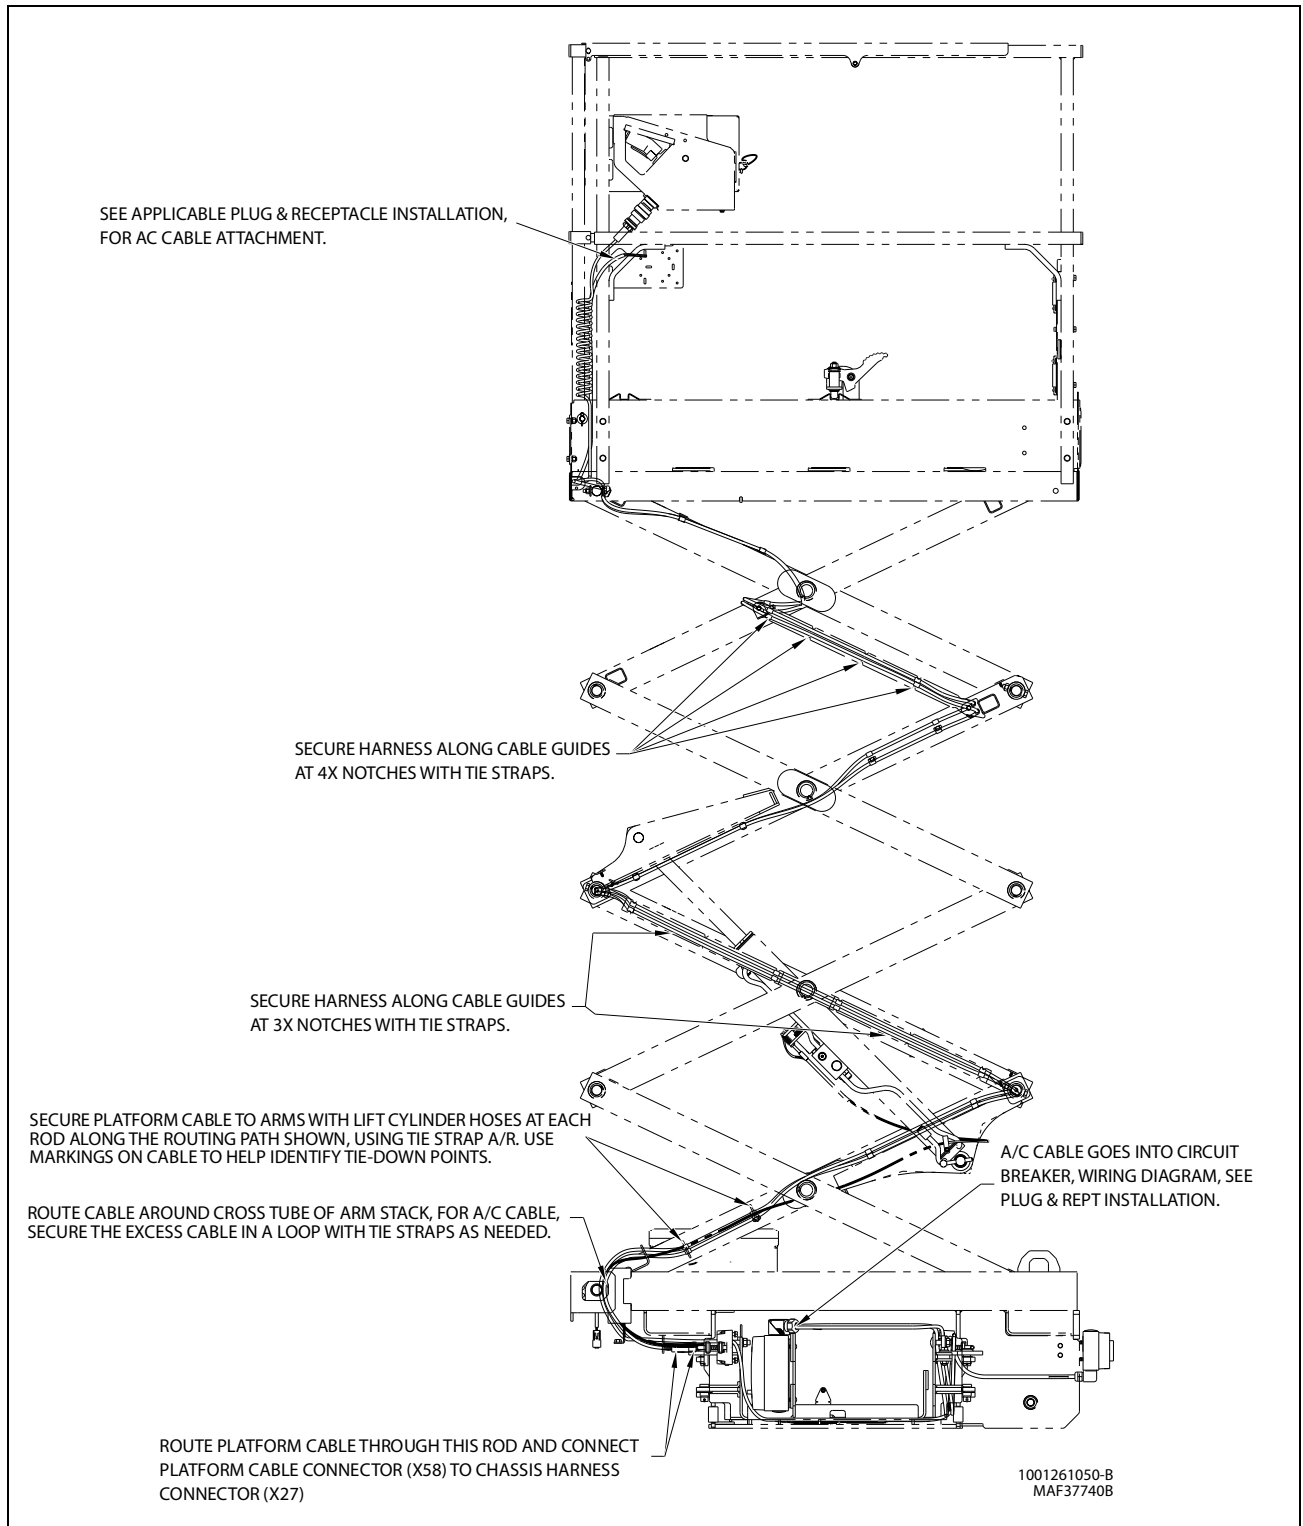 SEE APPLICABLE PLUG & RECEPTACLE INSTALLATION,
FOR AC CABLE ATTACHMENT.
SECURE HARNESS ALONG CABLE GUIDES
AT 4X NOTCHES WITH TIE STRAPS.
SECURE HARNESS ALONG CABLE GUIDES
AT 3X NOTCHES WITH TIE STRAPS.
SECURE PLATFORM CABLE TO ARMS WITH LIFT CYLINDER HOSES AT EACH
ROD ALONG THE ROUTING PATH SHOWN, USING TIE STRAP A/R. USE
MARKINGS ON CABLE TO HELP IDENTIFY TIE-DOWN POINTS.
A/C CABLE GOES INTO CIRCUIT
BREAKER, WIRING DIAGRAM, SEE
PLUG & REPT INSTALLATION.
ROUTE CABLE AROUND CROSS TUBE OF ARM STACK, FOR A/C CABLE,
SECURE THE EXCESS CABLE IN A LOOP WITH TIE STRAPS AS NEEDED.
ROUTE PLATFORM CABLE THROUGH THIS ROD AND CONNECT
PLATFORM CABLE CONNECTOR (X58) TO CHASSIS HARNESS
CONNECTOR (X27)
1001261050-B
MAF37740B